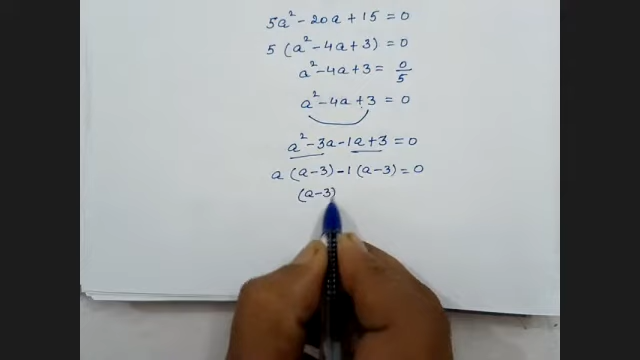 5a² - 20a + 15 = 0
5 (a² - 4a + 3) = 0
a² - 4a + 3 = 0/5
a² - 4a + 3 = 0
a² - 3a - 1a + 3 = 0
a (a - 3) - 1 (a - 3) = 0
(a - 3)